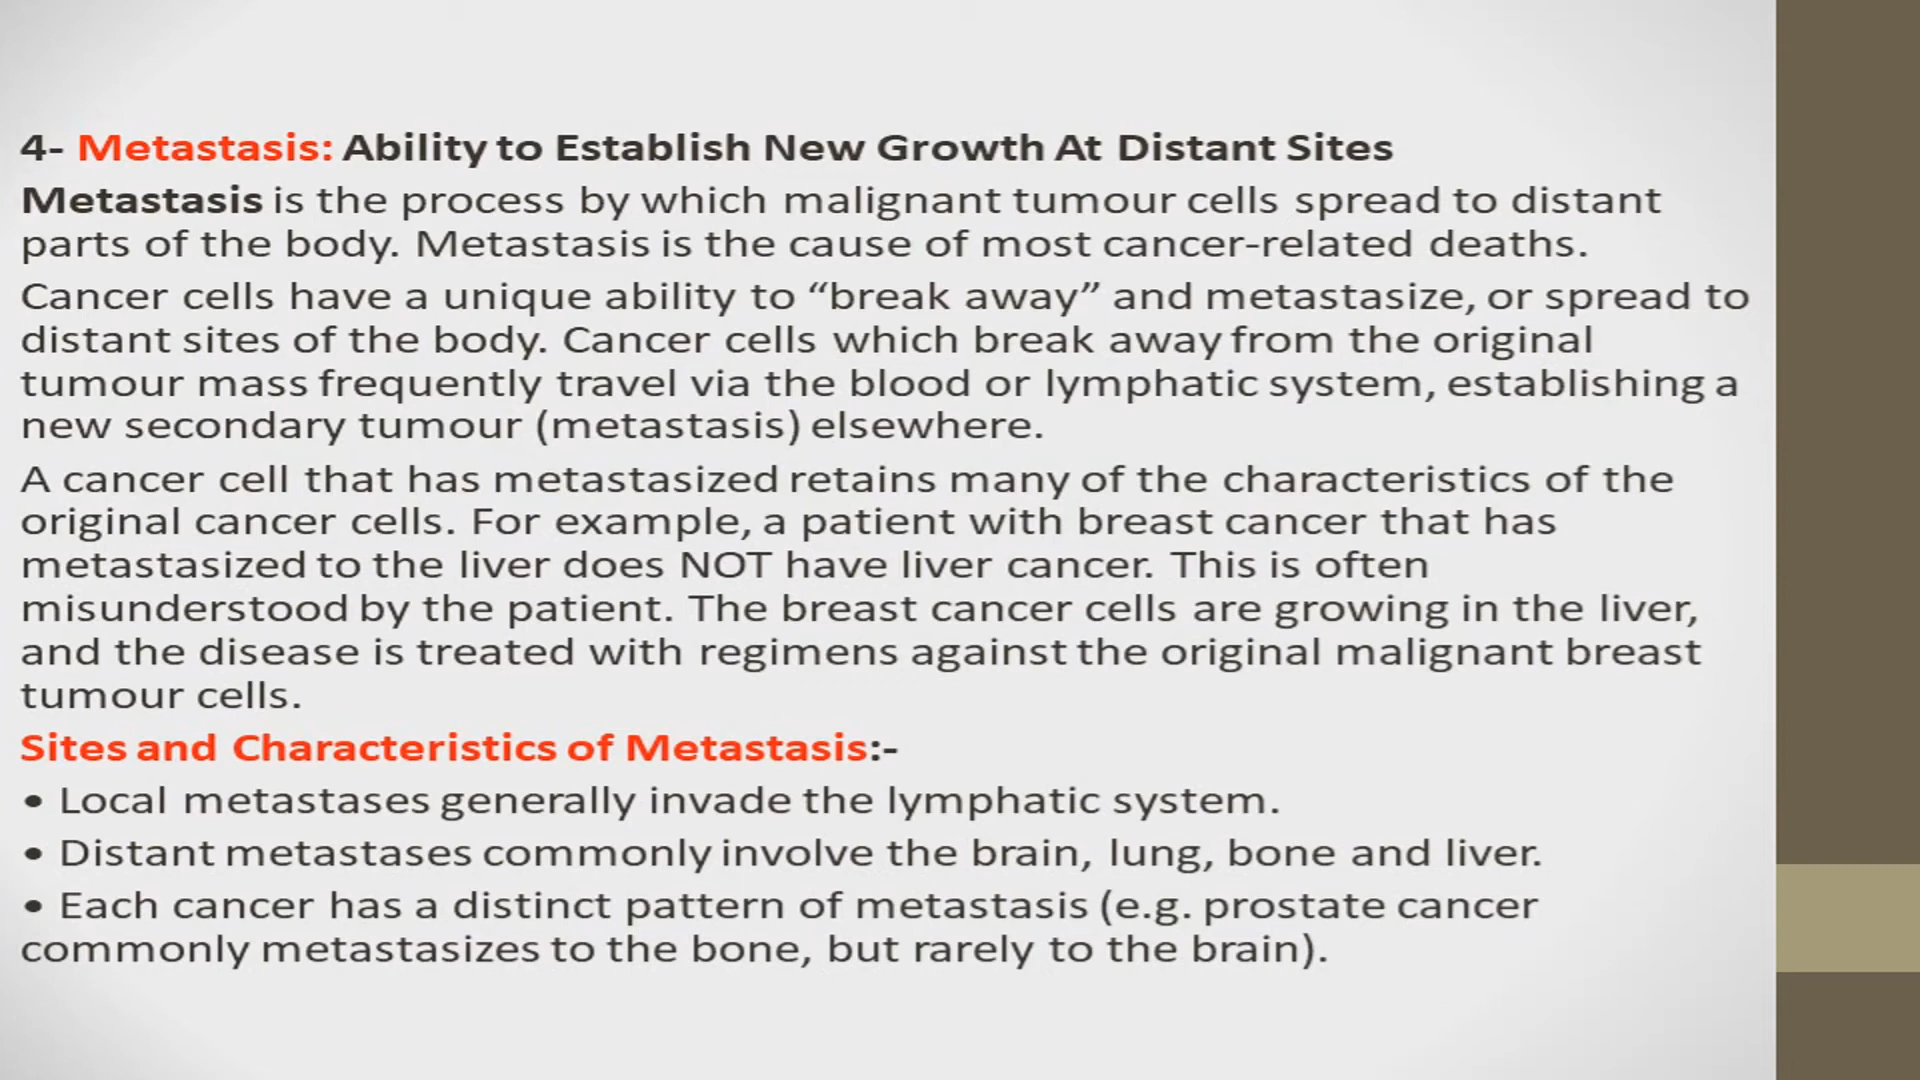 4- Metastasis: Ability to Establish New Growth At Distant Sites
Metastasis is the process by which malignant tumour cells spread to distant
parts of the body. Metastasis is the cause of most cancer-related deaths.
Cancer cells have a unique ability to “break away” and metastasize, or spread to
distant sites of the body. Cancer cells which break away from the original
tumour mass frequently travel via the blood or lymphatic system, establishing a
new secondary tumour (metastasis) elsewhere.
A cancer cell that has metastasized retains many of the characteristics of the
original cancer cells. For example, a patient with breast cancer that has
metastasized to the liver does NOT have liver cancer. This is often
misunderstood by the patient. The breast cancer cells are growing in the liver,
and the disease is treated with regimens against the original malignant breast
tumour cells.
Sites and Characteristics of Metastasis:-
• Local metastases generally invade the lymphatic system.
• Distant metastases commonly involve the brain, lung, bone and liver.
• Each cancer has a distinct pattern of metastasis (e.g. prostate cancer
commonly metastasizes to the bone, but rarely to the brain).